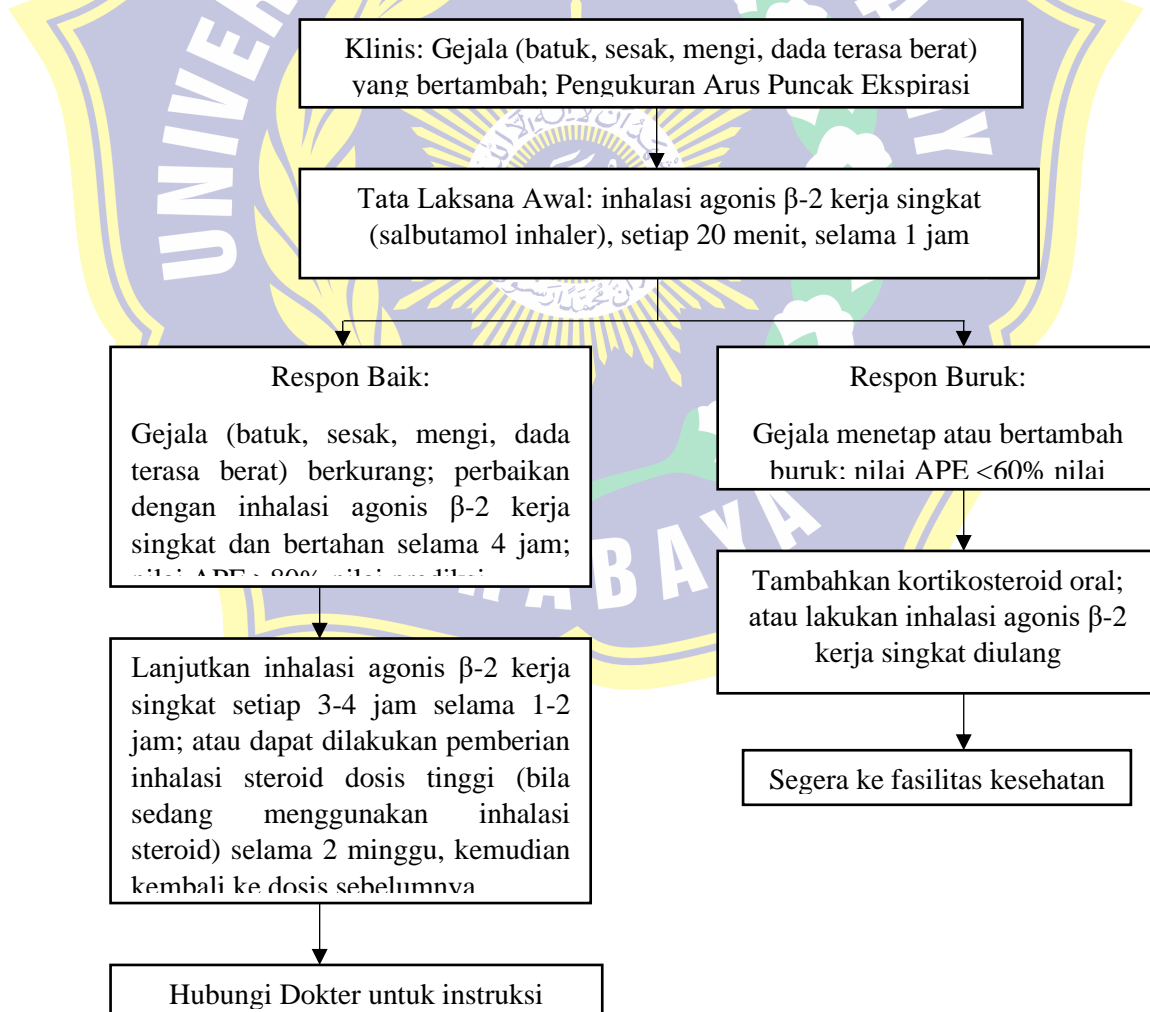 Klinis: Gejala (batuk, sesak, mengi, dada terasa berat)
yang bertambah; Pengukuran Arus Puncak Ekspirasi
Tata Laksana Awal: inhalasi agonis β-2 kerja singkat
(salbutamol inhaler), setiap 20 menit, selama 1 jam
Respon Baik:
Gejala (batuk, sesak, mengi, dada
terasa berat) berkurang; perbaikan
dengan inhalasi agonis β-2 kerja
singkat dan bertahan selama 4 jam;
nilai APE >80% nilai prediksi
Respon Buruk:
Gejala menetap atau bertambah
buruk; nilai APE <60% nilai
Lanjutkan inhalasi agonis β-2 kerja
singkat setiap 3-4 jam selama 1-2
jam; atau dapat dilakukan pemberian
inhalasi steroid dosis tinggi (bila
sedang menggunakan inhalasi
steroid) selama 2 minggu, kemudian
kembali ke dosis sebelumnya
Tambahkan kortikosteroid oral;
atau lakukan inhalasi agonis β-2
kerja singkat diulang
Segera ke fasilitas kesehatan
Hubungi Dokter untuk instruksi